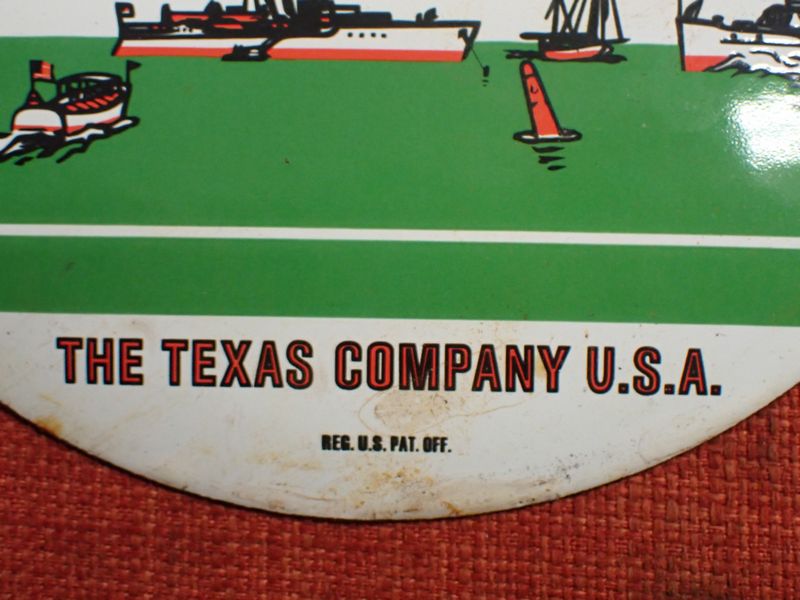 THE TEXAS COMPANY U.S.A.
REG. U.S. PAT. OFF.